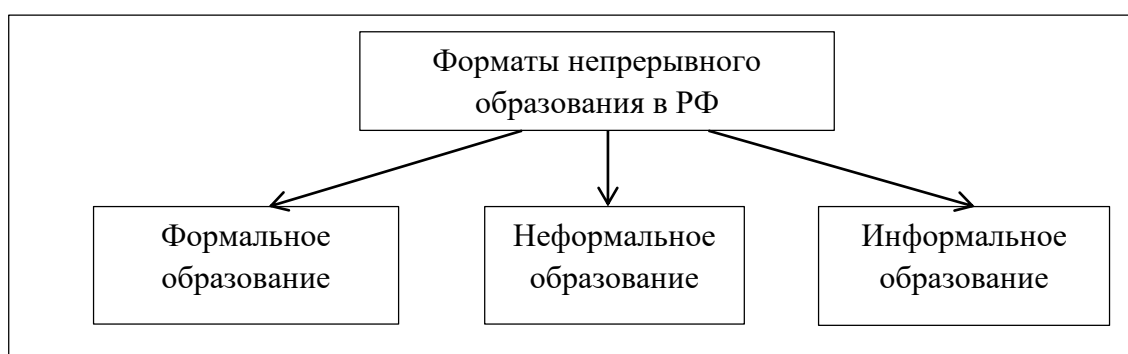 Форматы непрерывного
образования в РФ
Формальное
образование
Неформальное
образование
Информальное
образование